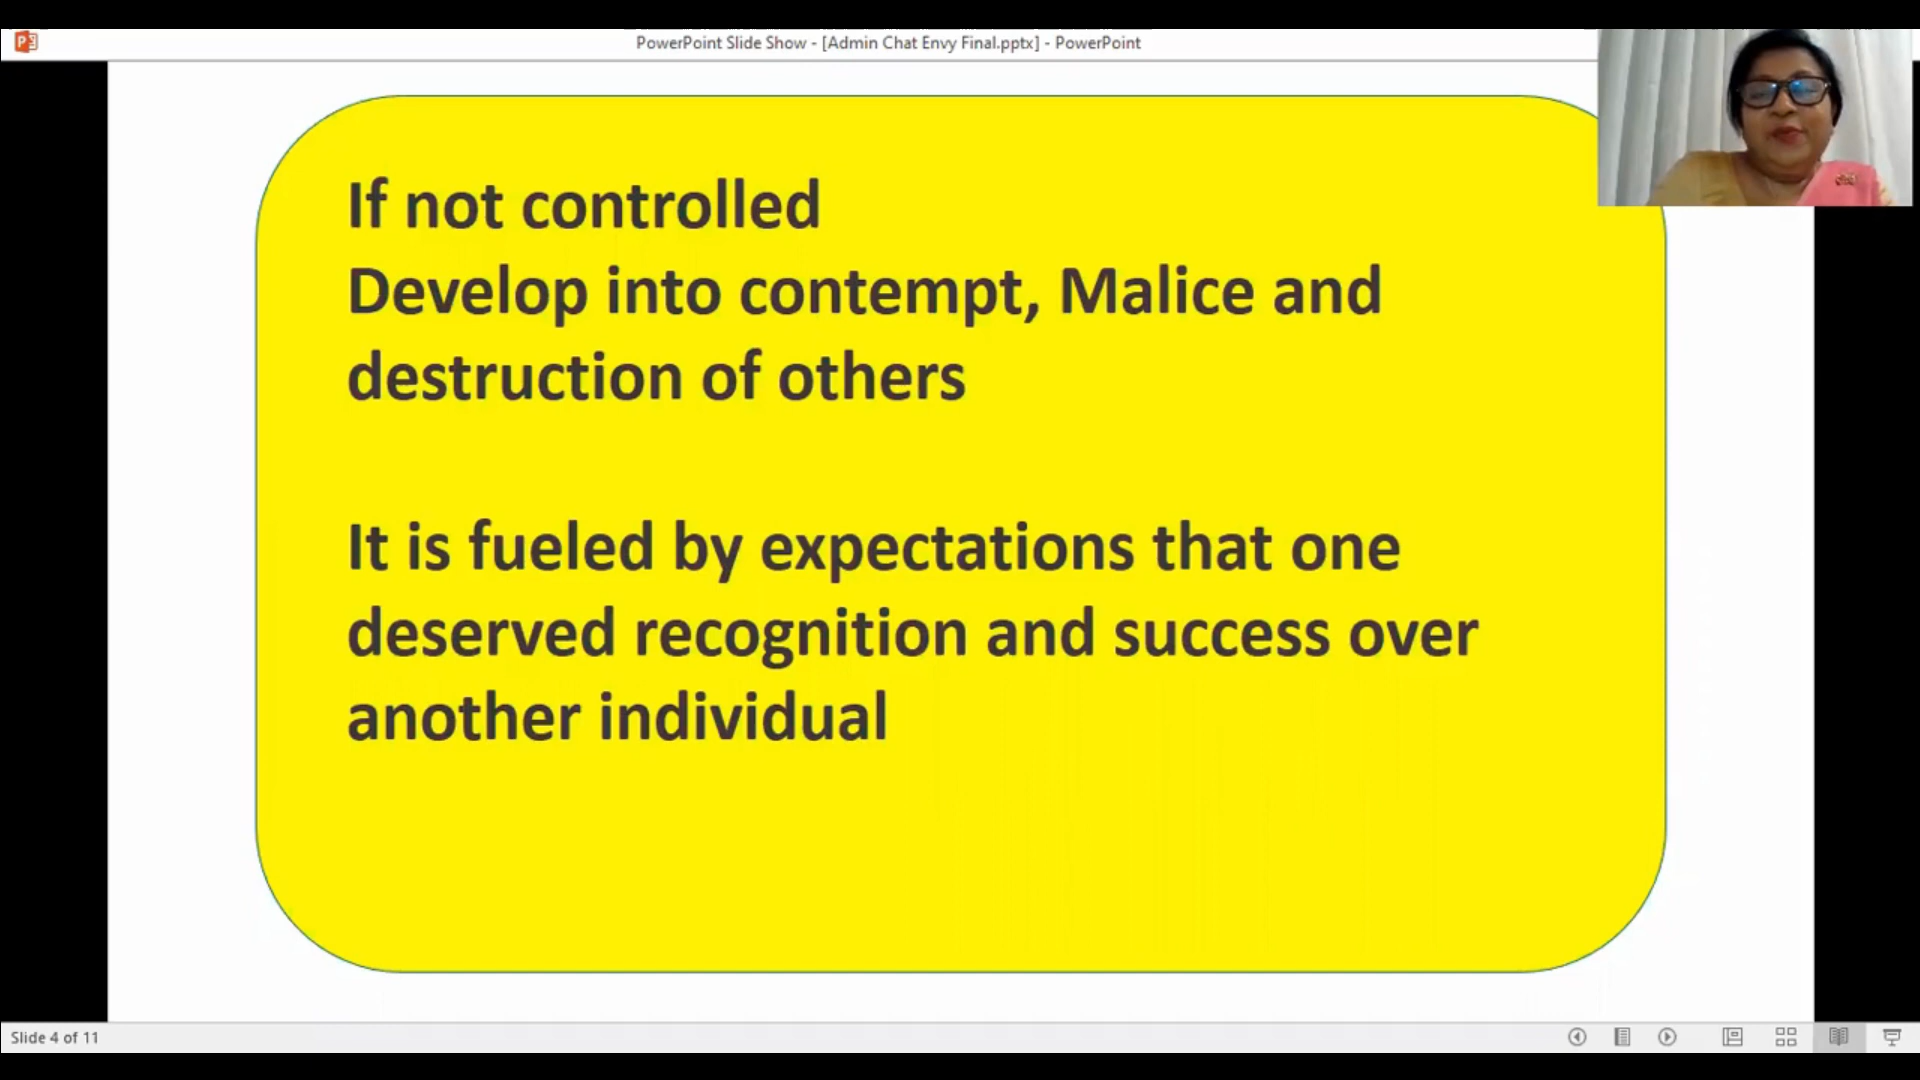 PowerPoint Slide Show - [Admin Chat Envy Final.pptx] - PowerPoint
If not controlled
Develop into contempt, Malice and
destruction of others
It is fueled by expectations that one
deserved recognition and success over
another individual
Slide 4 of 11